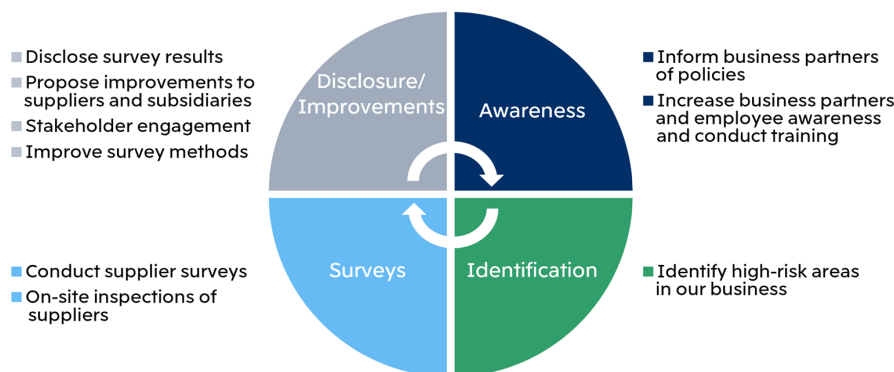 Disclose survey results
Propose improvements to
suppliers and subsidiaries
Stakeholder engagement
Improve survey methods
Disclosure/
Improvements
Awareness
Inform business partners
of policies
Increase business partners
and employee awareness
and conduct training
Conduct supplier surveys
On-site inspections of
suppliers
Surveys
Identification
Identify high-risk areas
in our business